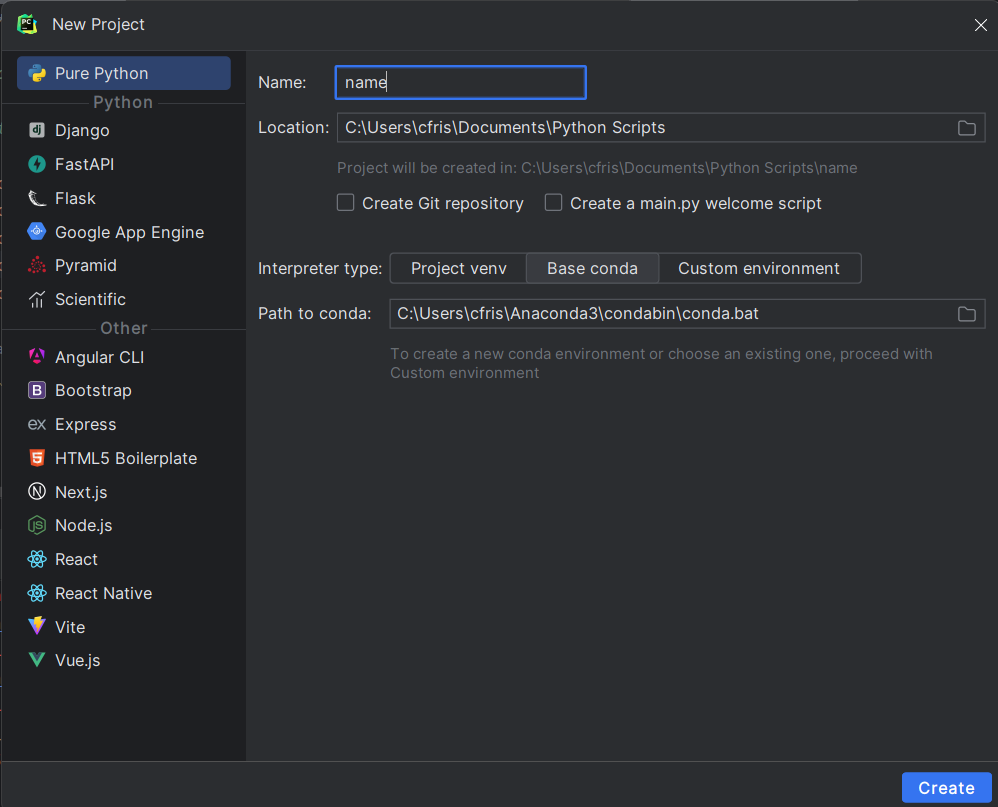 New Project
Pure Python
Python
Django
FastAPI
Flask
Google App Engine
Pyramid
Scientific
Other
Angular CLI
Bootstrap
Express
HTML5 Boilerplate
Next.js
Node.js
React
React Native
Vite
Vue.js
Name: name
Location: C:\Users\cfris\Documents\Python Scripts
Project will be created in: C:\Users\cfris\Documents\Python Scripts\name
Create Git repository Create a main.py welcome script
Interpreter type: Project venv Base conda Custom environment
Path to conda: C:\Users\cfris\Anaconda3\condabin\conda.bat
To create a new conda environment or choose an existing one, proceed with
Custom environment
Create